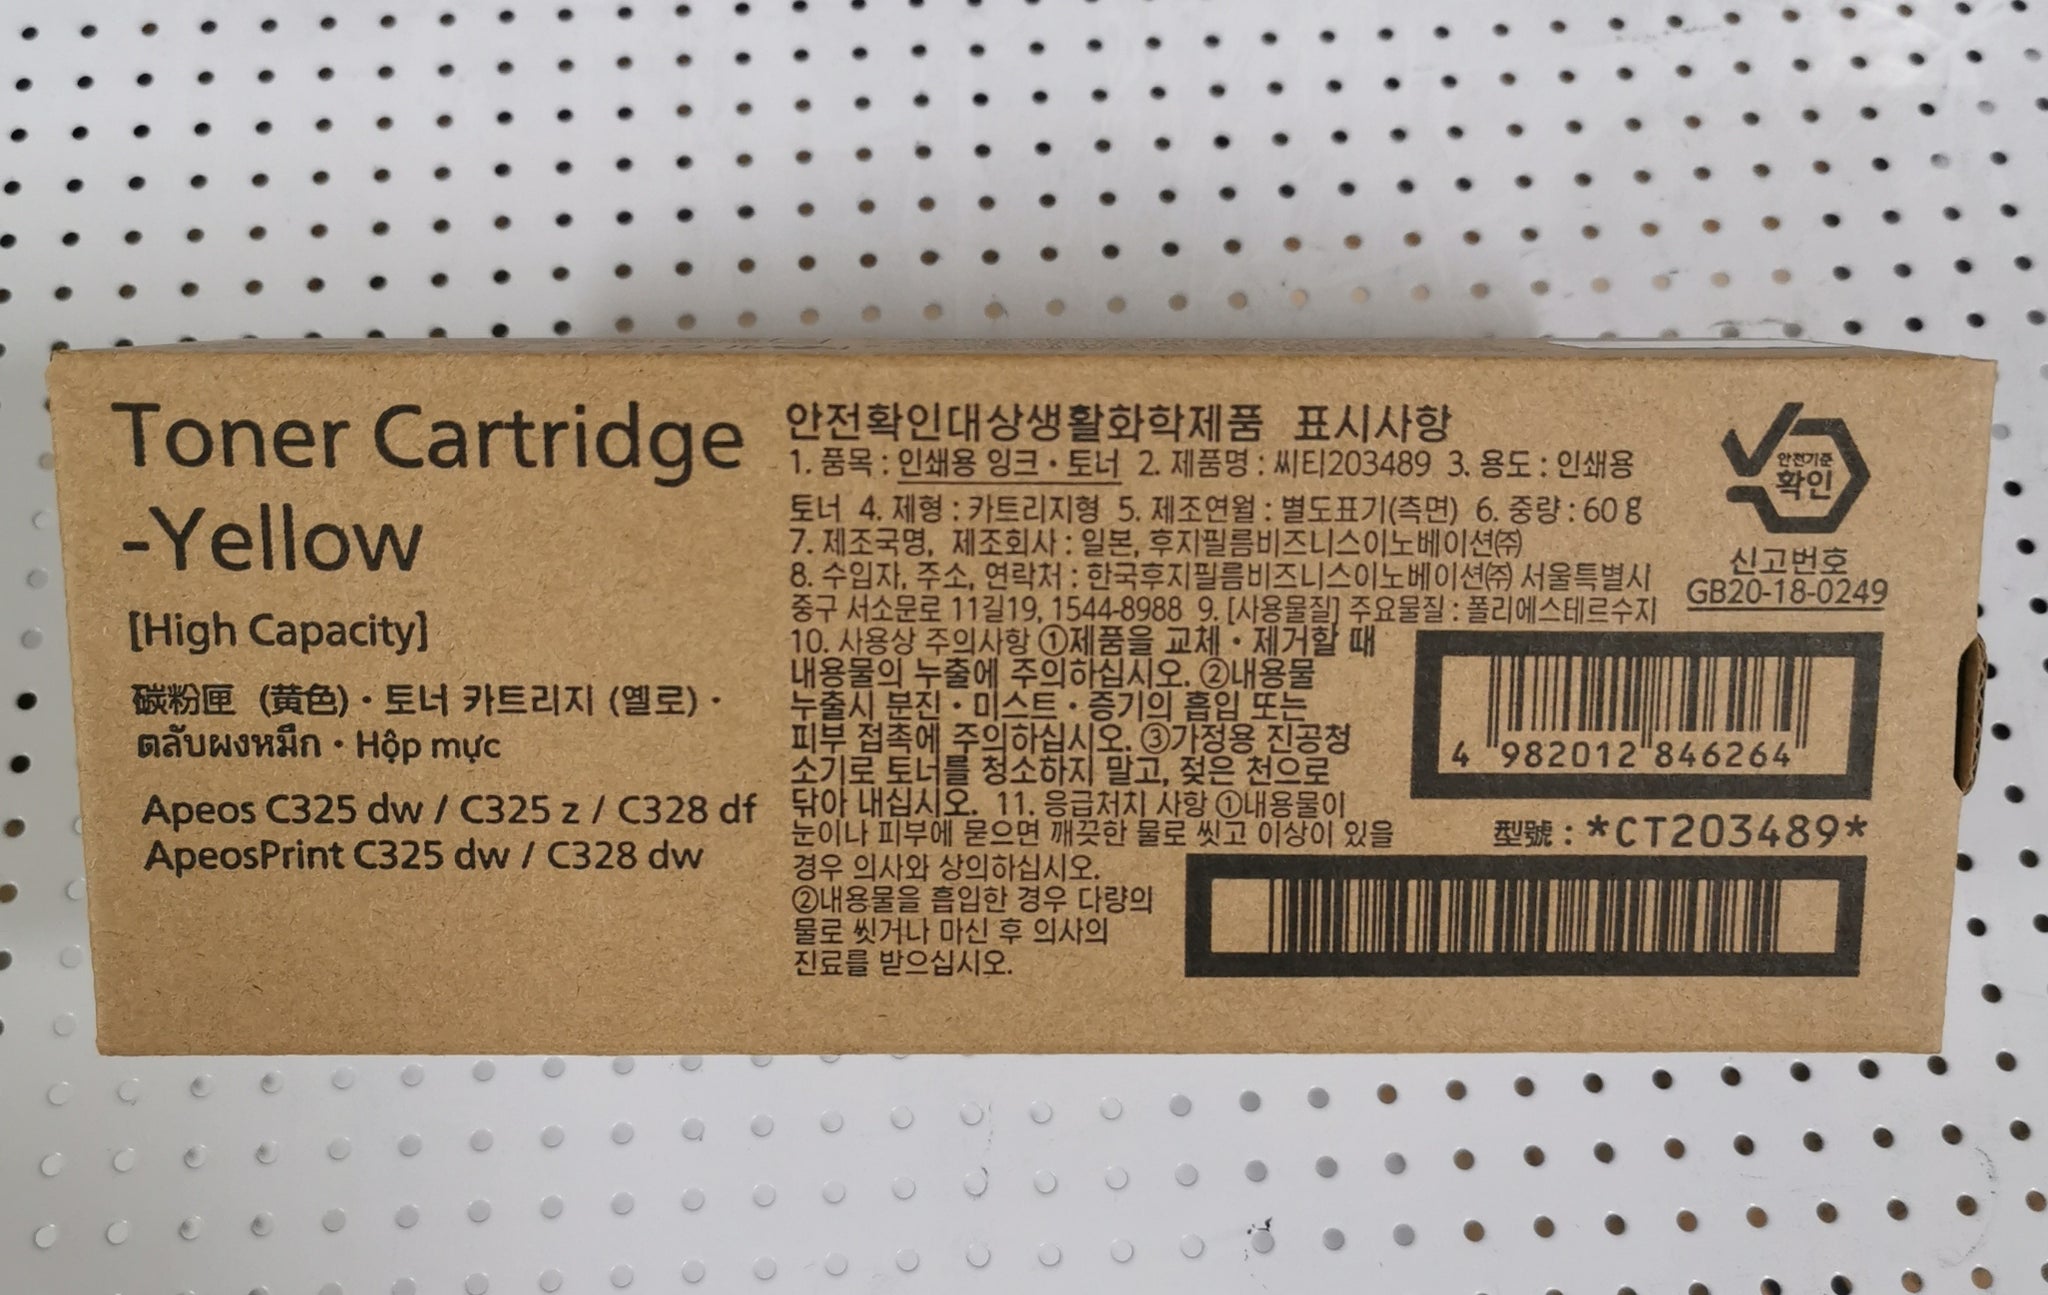 Toner Cartridge
-Yellow
[High Capacity]
碳粉匣 (黃色)・토너 카트리지 (옐로)・
ตลับผงหมึก・Hộp mực
Apeos C325 dw / C325 z / C328 df
ApeosPrint C325 dw / C328 dw
안전확인대상생활화학제품 표시사항
1. 품목 : 인쇄용 잉크・토너 2. 제품명 : 씨티203489 3. 용도 : 인쇄용
토너 4. 제형 : 카트리지형 5. 제조연월 : 별도표기(측면) 6. 중량 : 60 g
7. 제조국명, 제조회사 : 일본, 후지필름비즈니스이노베이션㈜
8. 수입자, 주소, 연락처 : 한국후지필름비즈니스이노베이션㈜ 서울특별시
중구 서소문로 11길19, 1544-8988 9. [사용물질] 주요물질 : 폴리에스테르수지
10. 사용상 주의사항 ①제품을 교체・제거할 때
내용물의 누출에 주의하십시오. ②내용물
누출시 분진・미스트・증기의 흡입 또는
피부 접촉에 주의하십시오. ③가정용 진공청
소기로 토너를 청소하지 말고, 젖은 천으로
닦아 내십시오. 11. 응급처치 사항 ①내용물이
눈이나 피부에 묻으면 깨끗한 물로 씻고 이상이 있을
경우 의사와 상의하십시오.
②내용물을 흡입한 경우 다량의
물로 씻거나 마신 후 의사의
진료를 받으십시오.
안전기준
확인
신고번호
GB20-18-0249
4 982012 846264
型號 : *CT203489*